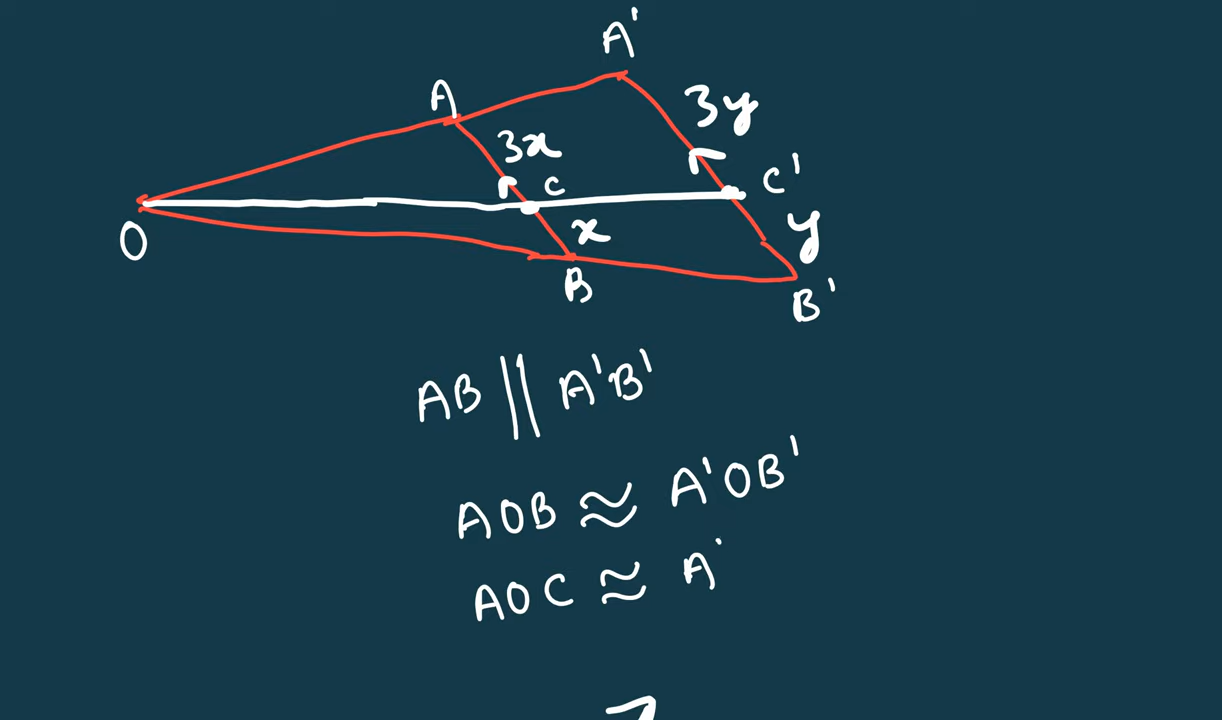 A'
A
3y
3x
C
C'
O
x
y
B
B'
AB || A'B'
AOB ≈ A'OB'
AOC ≈ A'